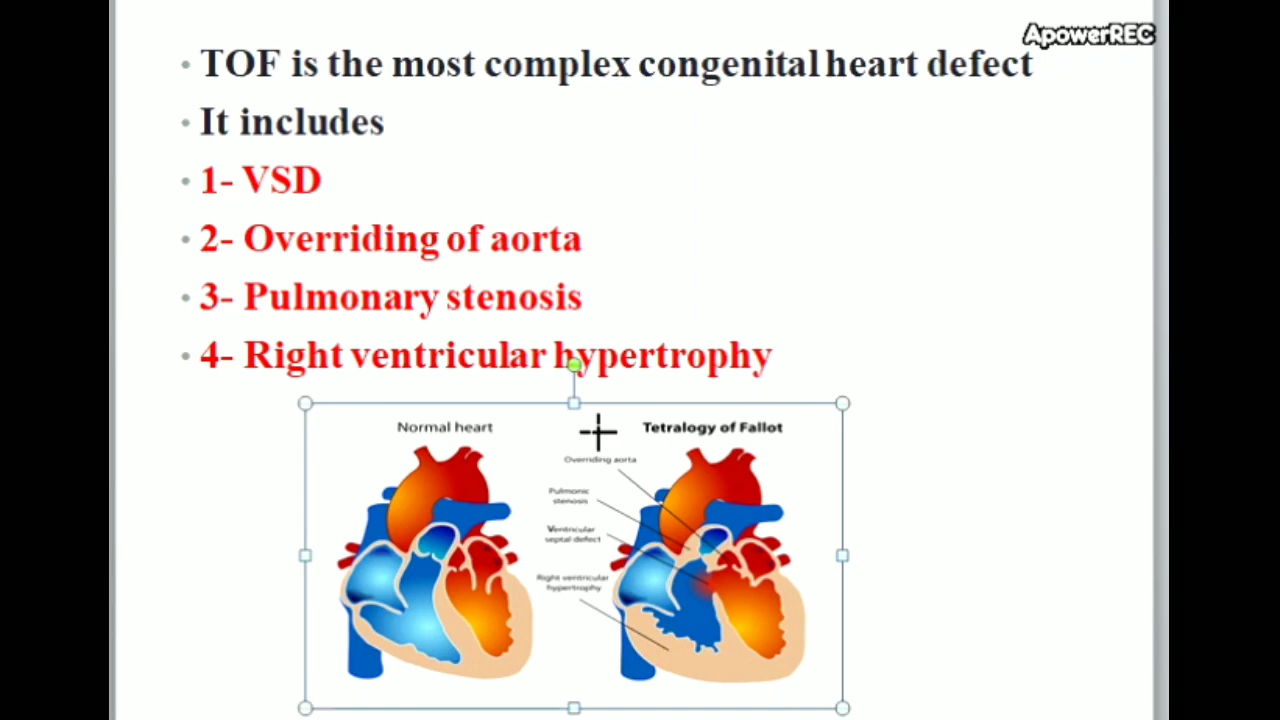 ApowerREC
TOF is the most complex congenital heart defect
It includes
1- VSD
2- Overriding of aorta
3- Pulmonary stenosis
4- Right ventricular hypertrophy
Normal heart
Tetralogy of Fallot
Overriding aorta
Pulmonic
stenosis
Ventricular
septal defect
Right ventricular
hypertrophy